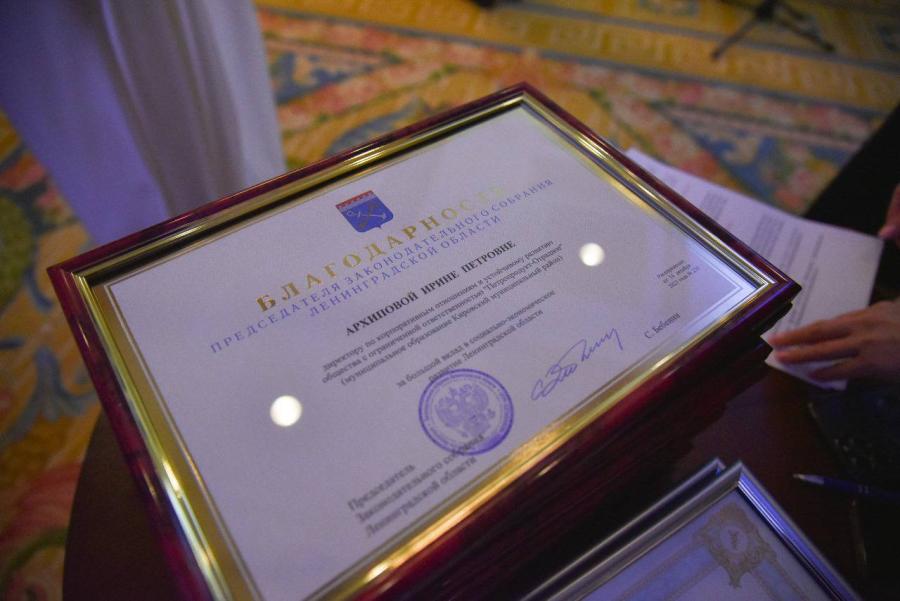 БЛАГОДАРНОСТЬ
ПРЕДСЕДАТЕЛЯ ЗАКОНОДАТЕЛЬНОГО СОБРАНИЯ
ЛЕНИНГРАДСКОЙ ОБЛАСТИ
АРХИПОВОЙ ИРИНЕ ПЕТРОВНЕ
директору по корпоративным отношениям и устойчивому развитию
общества с ограниченной ответственностью "Петропродукт-Отрадное"
(муниципальное образование Кировский муниципальный район)
за большой вклад в социально-экономическое
развитие Ленинградской области
Председатель
Законодательного собрания
Ленинградской области
С. Бебенин
Распоряжение